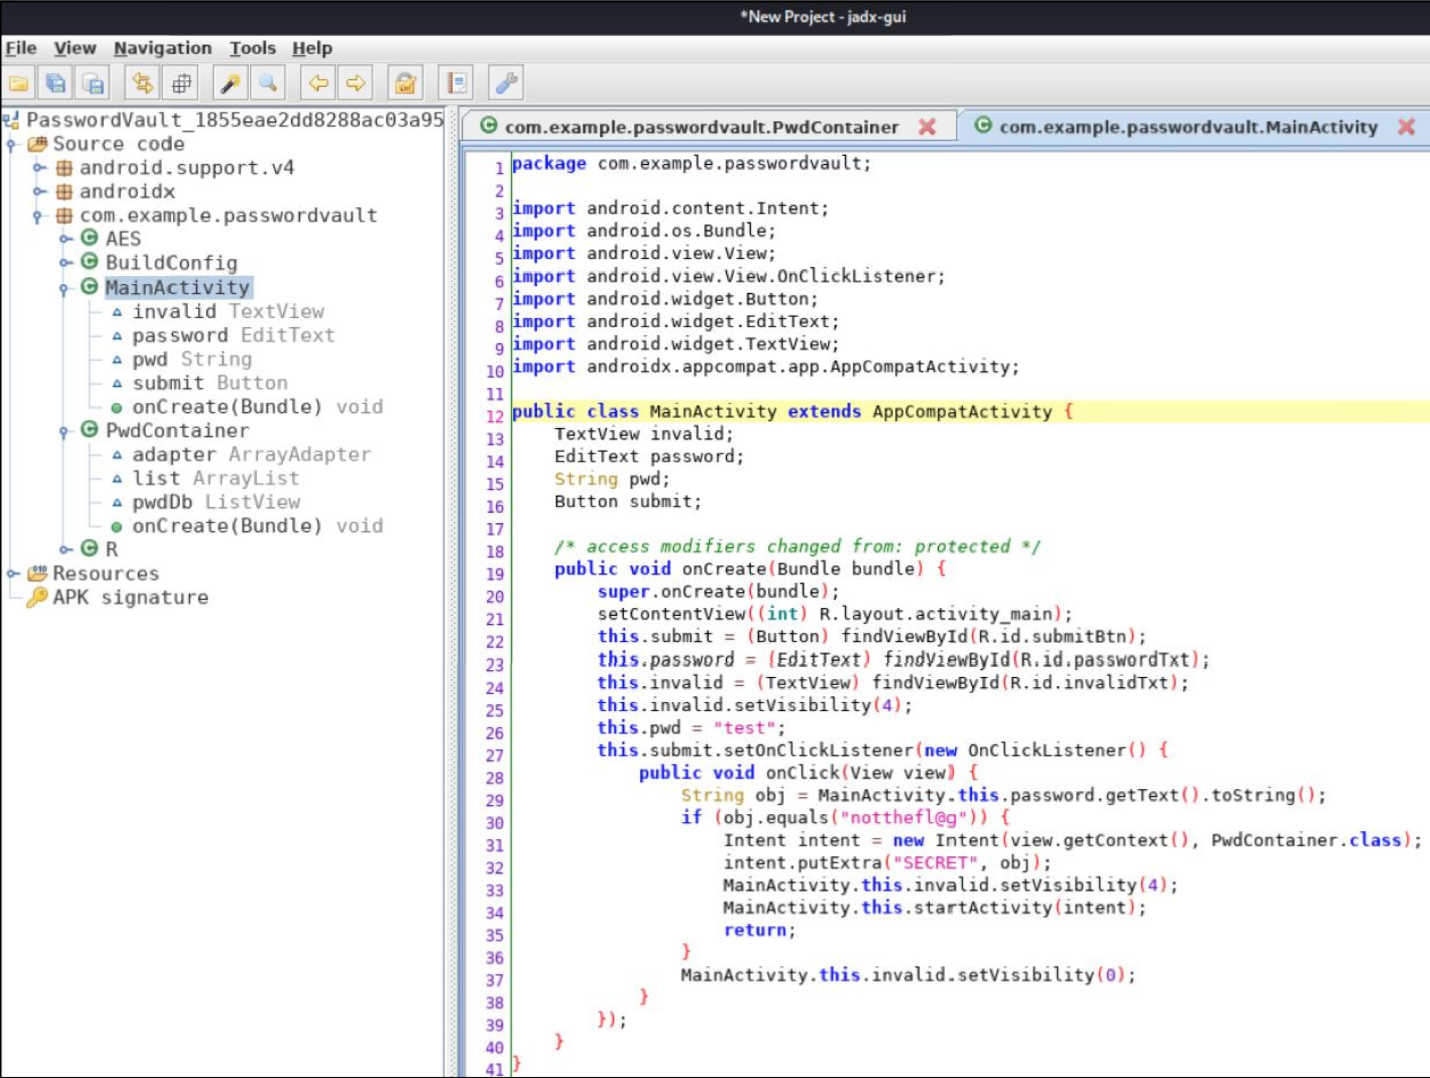 *New Project - jadx-gui
File View Navigation Tools Help
PasswordVault_1855eae2dd8288ac03a95
Source code
android.support.v4
androidx
com.example.passwordvault
AES
BuildConfig
MainActivity
invalid TextView
password EditText
pwd String
submit Button
onCreate(Bundle) void
PwdContainer
adapter ArrayAdapter
list ArrayList
pwdDb ListView
onCreate(Bundle) void
R
Resources
APK signature
com.example.passwordvault.PwdContainer com.example.passwordvault.MainActivity
1 package com.example.passwordvault;
2
3 import android.content.Intent;
4 import android.os.Bundle;
5 import android.view.View;
6 import android.view.View.OnClickListener;
7 import android.widget.Button;
8 import android.widget.EditText;
9 import android.widget.TextView;
10 import androidx.appcompat.app.AppCompatActivity;
11
12 public class MainActivity extends AppCompatActivity {
13 TextView invalid;
14 EditText password;
15 String pwd;
16 Button submit;
17
18 /* access modifiers changed from: protected */
19 public void onCreate(Bundle bundle) {
20 super.onCreate(bundle);
21 setContentView((int) R.layout.activity_main);
22 this.submit = (Button) findViewById(R.id.submitBtn);
23 this.password = (EditText) findViewById(R.id.passwordTxt);
24 this.invalid = (TextView) findViewById(R.id.invalidTxt);
25 this.invalid.setVisibility(4);
26 this.pwd = "test";
27 this.submit.setOnClickListener(new OnClickListener() {
28 public void onClick(View view) {
29 String obj = MainActivity.this.password.getText().toString();
30 if (obj.equals("notthefl@g")) {
31 Intent intent = new Intent(view.getContext(), PwdContainer.class);
32 intent.putExtra("SECRET", obj);
33 MainActivity.this.invalid.setVisibility(4);
34 MainActivity.this.startActivity(intent);
35 return;
36 }
37 MainActivity.this.invalid.setVisibility(0);
38 }
39 });
40 }
41 }